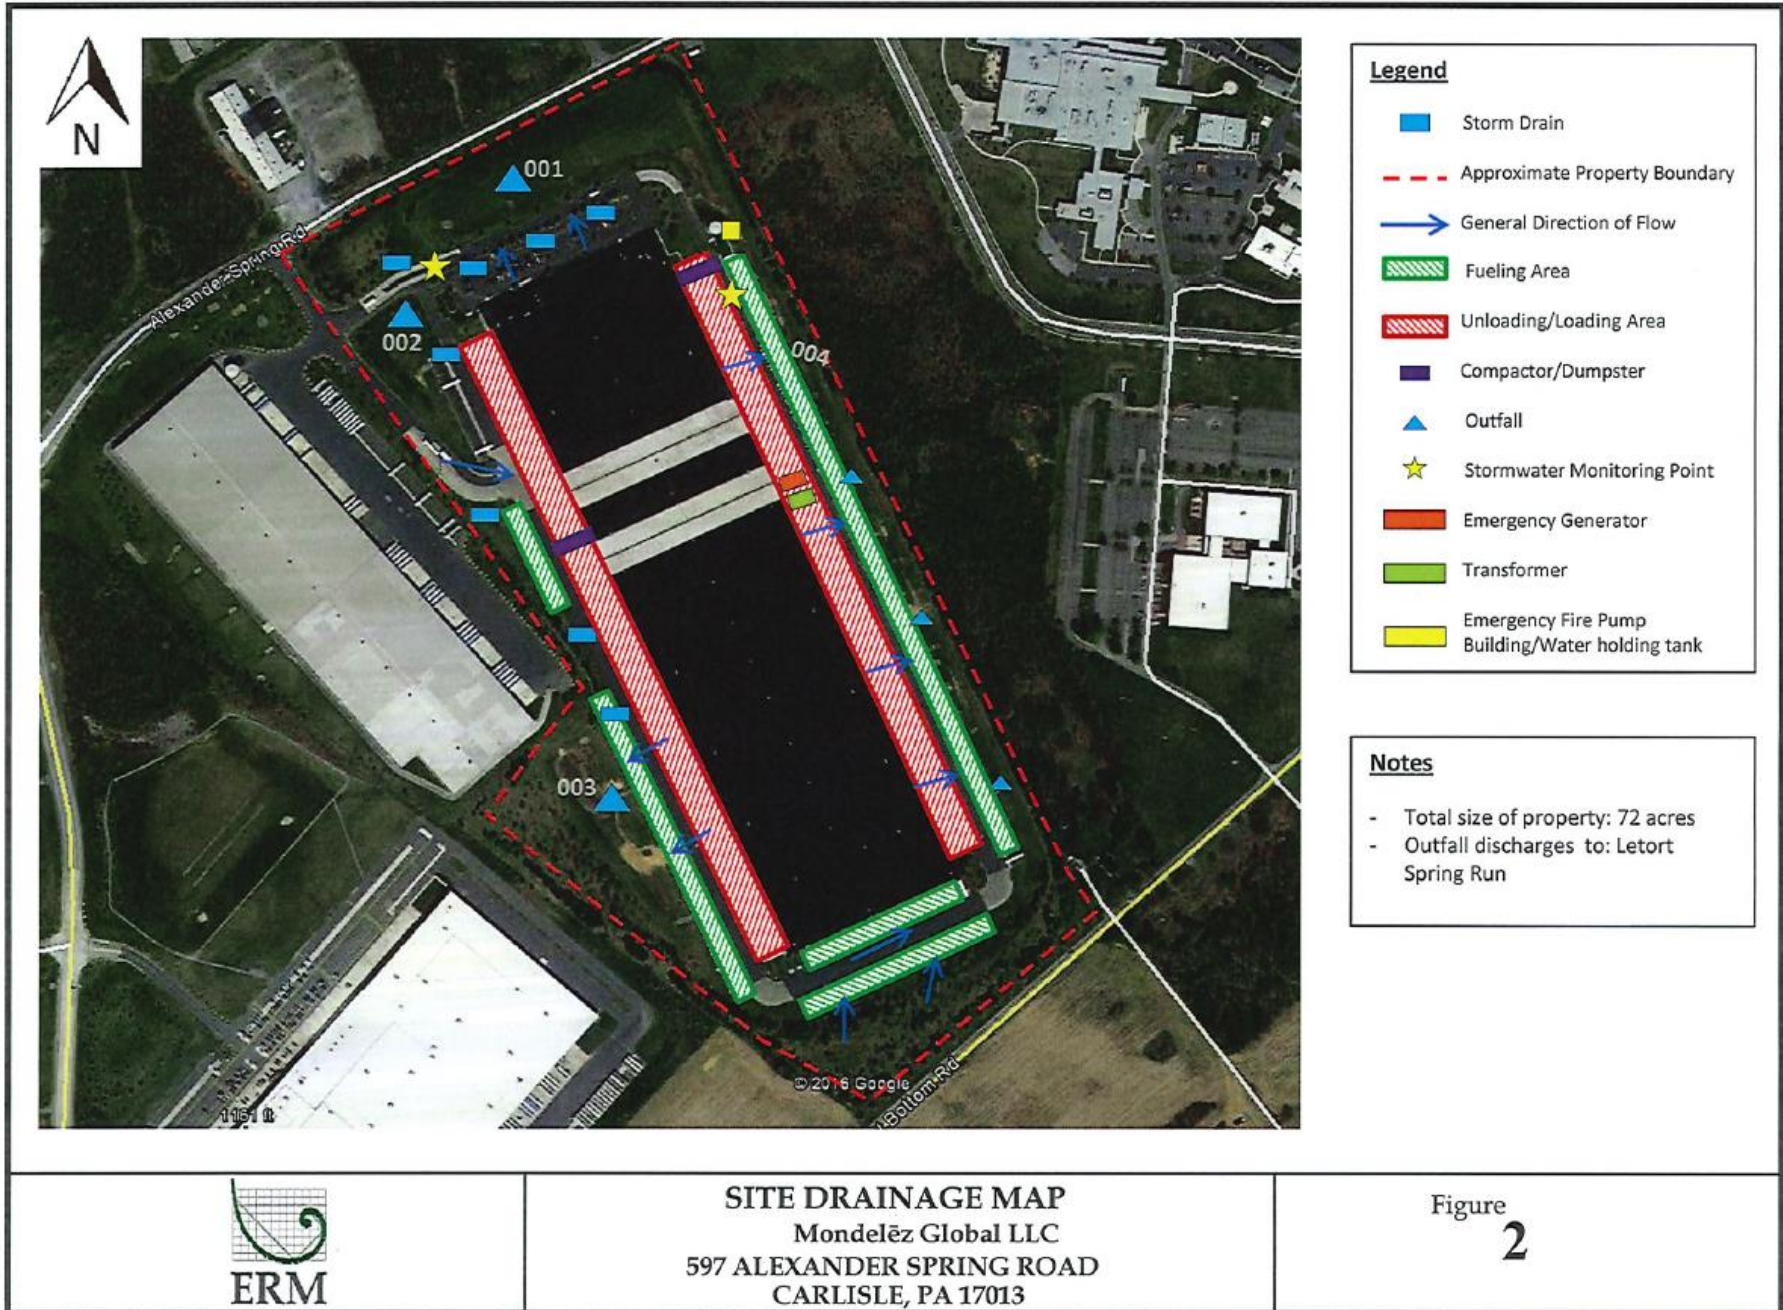 N
001
Alexander Spring Rd
002
004
003
© 2016 Google
Bottom Rd
1151 ft
Legend
Storm Drain
Approximate Property Boundary
General Direction of Flow
Fueling Area
Unloading/Loading Area
Compactor/Dumpster
Outfall
Stormwater Monitoring Point
Emergency Generator
Transformer
Emergency Fire Pump
Building/Water holding tank
Notes
- Total size of property: 72 acres
- Outfall discharges to: Letort
Spring Run
ERM
SITE DRAINAGE MAP
Mondelēz Global LLC
597 ALEXANDER SPRING ROAD
CARLISLE, PA 17013
Figure
2